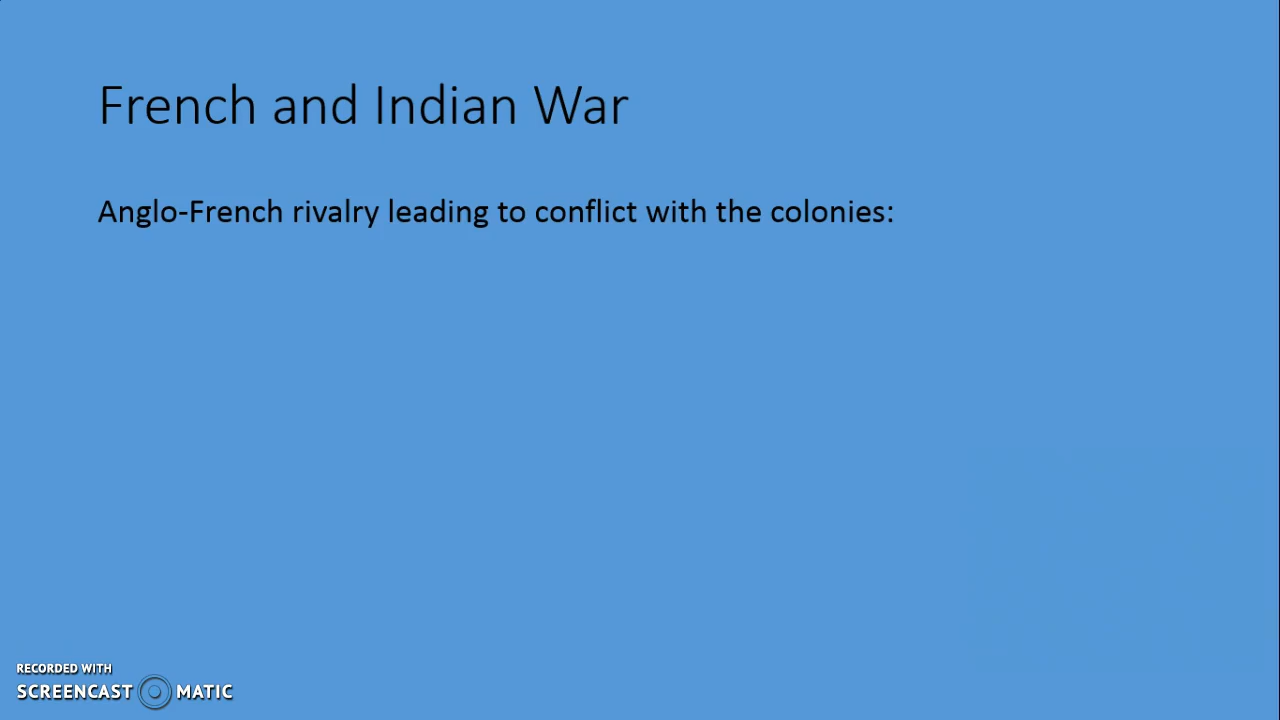 French and Indian War
Anglo-French rivalry leading to conflict with the colonies:
RECORDED WITH
SCREENCAST MATIC